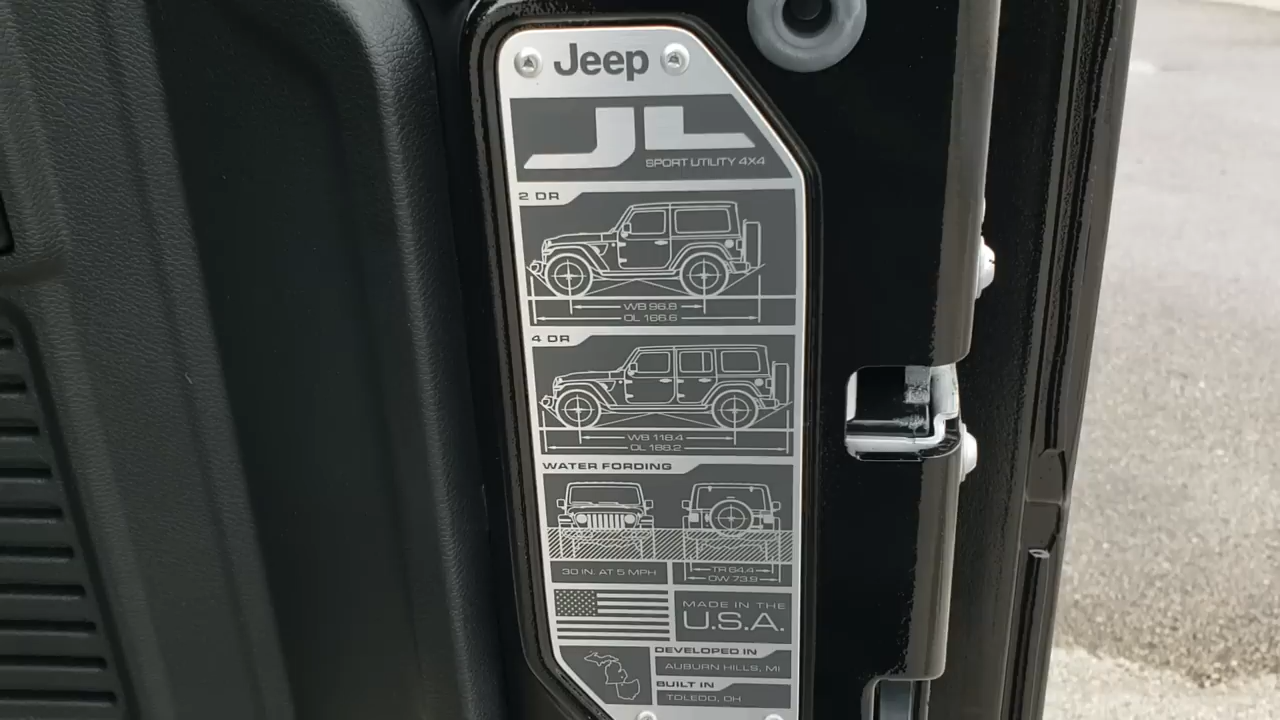 Jeep
JL
SPORT UTILITY 4X4
2 DR
WB 96.8
OL 166.6
4 DR
WB 118.4
OL 188.2
WATER FORDING
30 IN. AT 5 MPH
TR 64.4
OW 73.9
MADE IN THE
U.S.A.
DEVELOPED IN
AUBURN HILLS, MI
BUILT IN
TOLEDO, OH